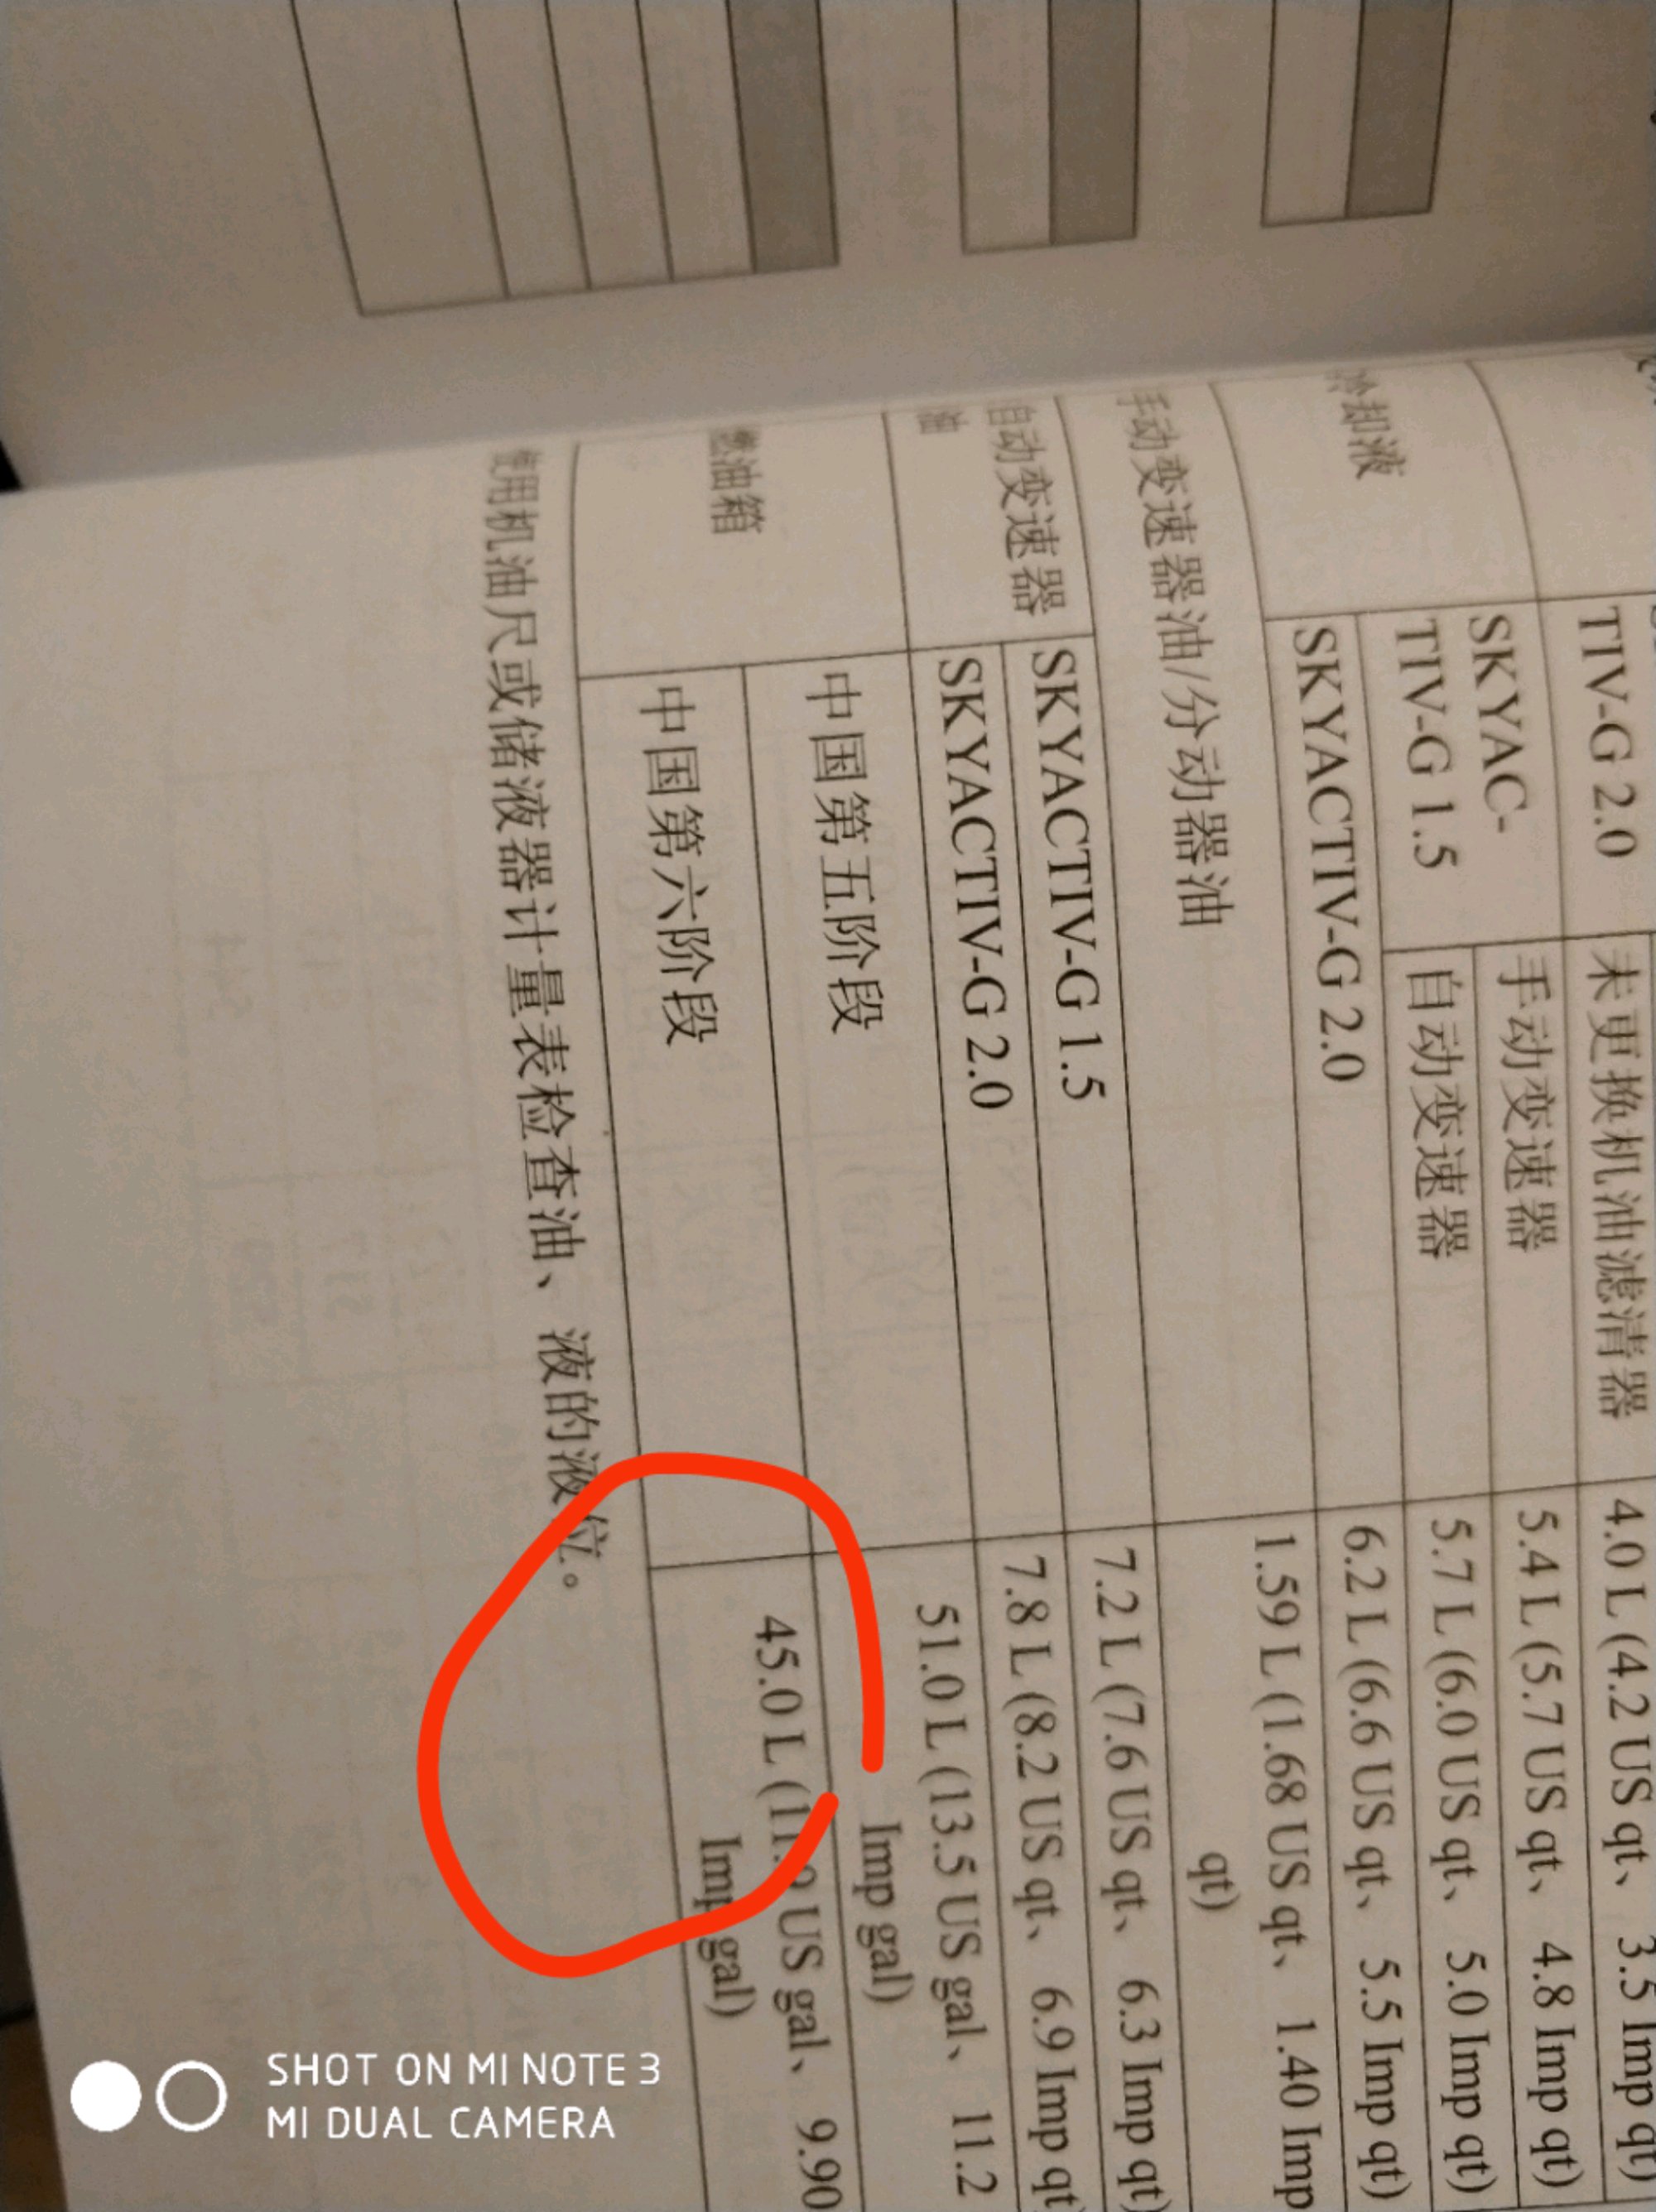 TIV-G 2.0
未更换机油滤清器
4.0 L (4.2 US qt、 3.5 Imp qt)
冷却液
SKYAC-
TIV-G 1.5
手动变速器
5.4 L (5.7 US qt、 4.8 Imp qt)
自动变速器
5.7 L (6.0 US qt、 5.0 Imp qt)
SKYACTIV-G 2.0
6.2 L (6.6 US qt、 5.5 Imp qt)
手动变速器油/分动器油
1.59 L (1.68 US qt、 1.40 Imp
qt)
自动变速器
油
SKYACTIV-G 1.5
7.2 L (7.6 US qt、 6.3 Imp qt)
SKYACTIV-G 2.0
7.8 L (8.2 US qt、 6.9 Imp qt)
燃油箱
中国第五阶段
51.0 L (13.5 US gal、 11.2
Imp gal)
中国第六阶段
45.0 L (11.9 US gal、 9.90
Imp gal)
使用机油尺或储液器计量表检查油、液的液位。
SHOT ON MI NOTE 3
MI DUAL CAMERA